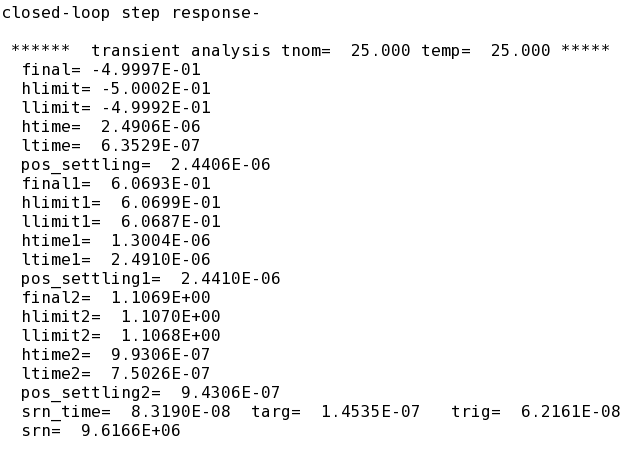 closed-loop step response-
****** transient analysis tnom= 25.000 temp= 25.000 *****
final= -4.9997E-01
hlimit= -5.0002E-01
llimit= -4.9992E-01
htime= 2.4906E-06
ltime= 6.3529E-07
pos_settling= 2.4406E-06
final1= 6.0693E-01
hlimit1= 6.0699E-01
llimit1= 6.0687E-01
htime1= 1.3004E-06
ltime1= 2.4910E-06
pos_settling1= 2.4410E-06
final2= 1.1069E+00
hlimit2= 1.1070E+00
llimit2= 1.1068E+00
htime2= 9.9306E-07
ltime2= 7.5026E-07
pos_settling2= 9.4306E-07
srn_time= 8.3190E-08 targ= 1.4535E-07 trig= 6.2161E-08
srn= 9.6166E+06